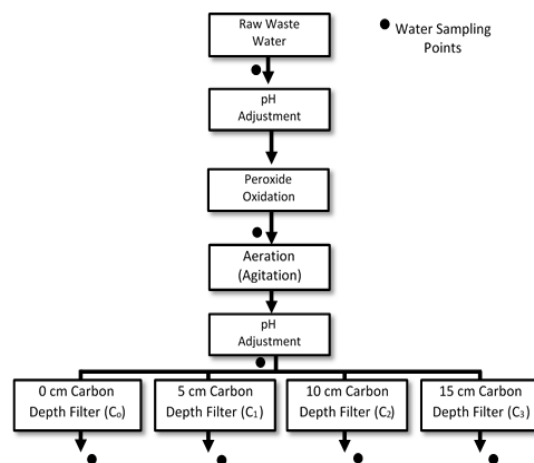 Raw Waste
Water
Water Sampling
Points
pH
Adjustment
Peroxide
Oxidation
Aeration
(Agitation)
pH
Adjustment
0 cm Carbon
Depth Filter (C₀)
5 cm Carbon
Depth Filter (C₁)
10 cm Carbon
Depth Filter (C₂)
15 cm Carbon
Depth Filter (C₃)